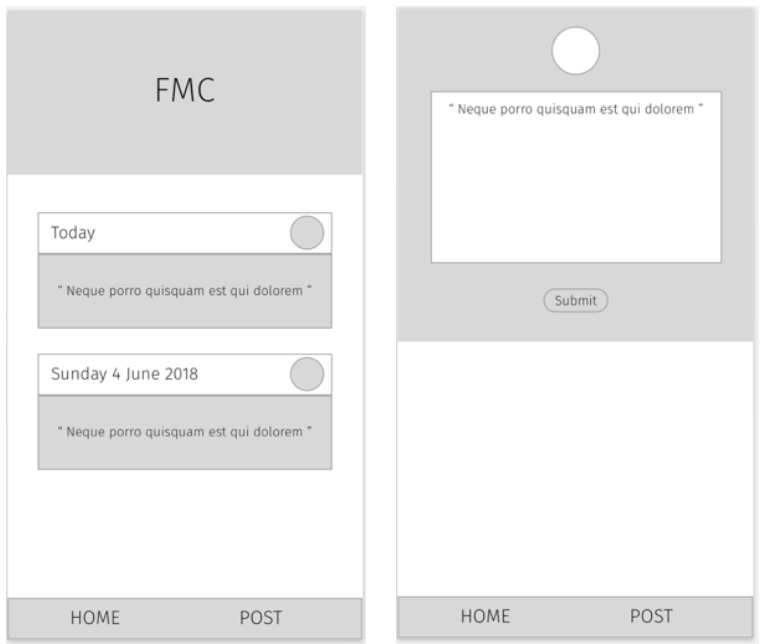 FMC
Today
“ Neque porro quisquam est qui dolorem ”
Sunday 4 June 2018
“ Neque porro quisquam est qui dolorem ”
HOME POST
“ Neque porro quisquam est qui dolorem ”
Submit
HOME POST